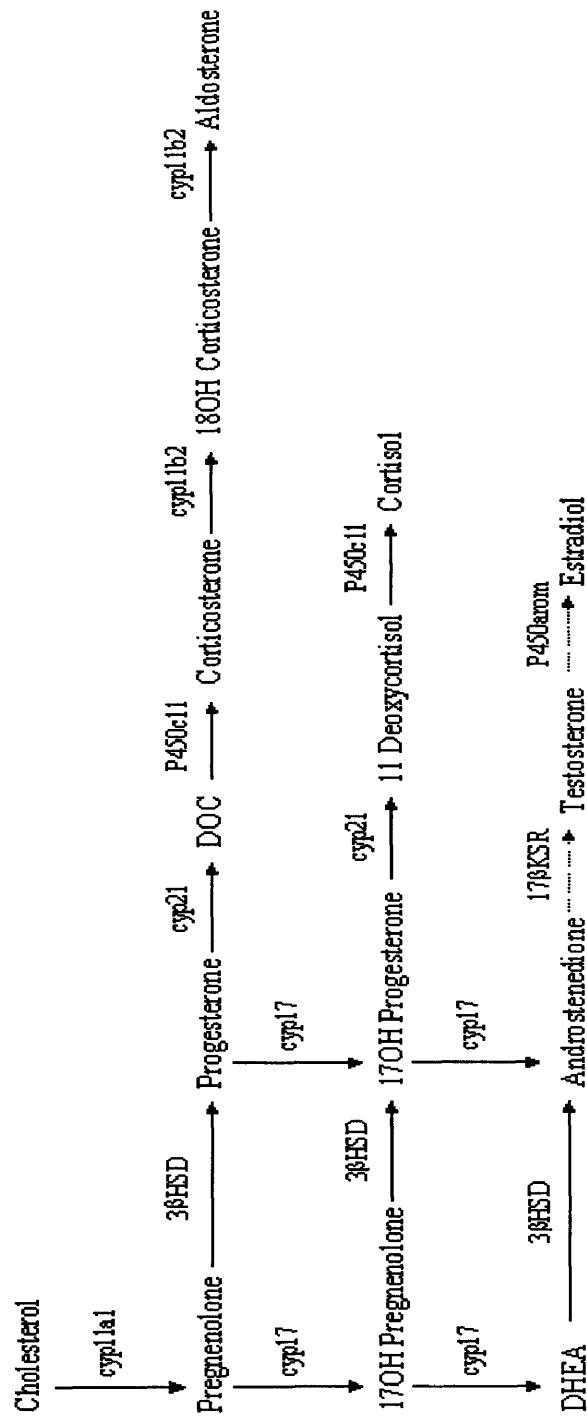 Cholesterol
cyp11a1
Pregnenolone
3βHSD
Progesterone
cyp21
DOC
P450c11
Corticosterone
cyp11b2
18OH Corticosterone
cyp11b2
Aldosterone
cyp17
cyp17
17OH Pregnenolone
3βHSD
17OH Progesterone
cyp21
11 Deoxycortisol
P450c11
Cortisol
cyp17
cyp17
DHEA
3βHSD
Androstenedione
17βKSR
Testosterone
P450arom
Estradiol